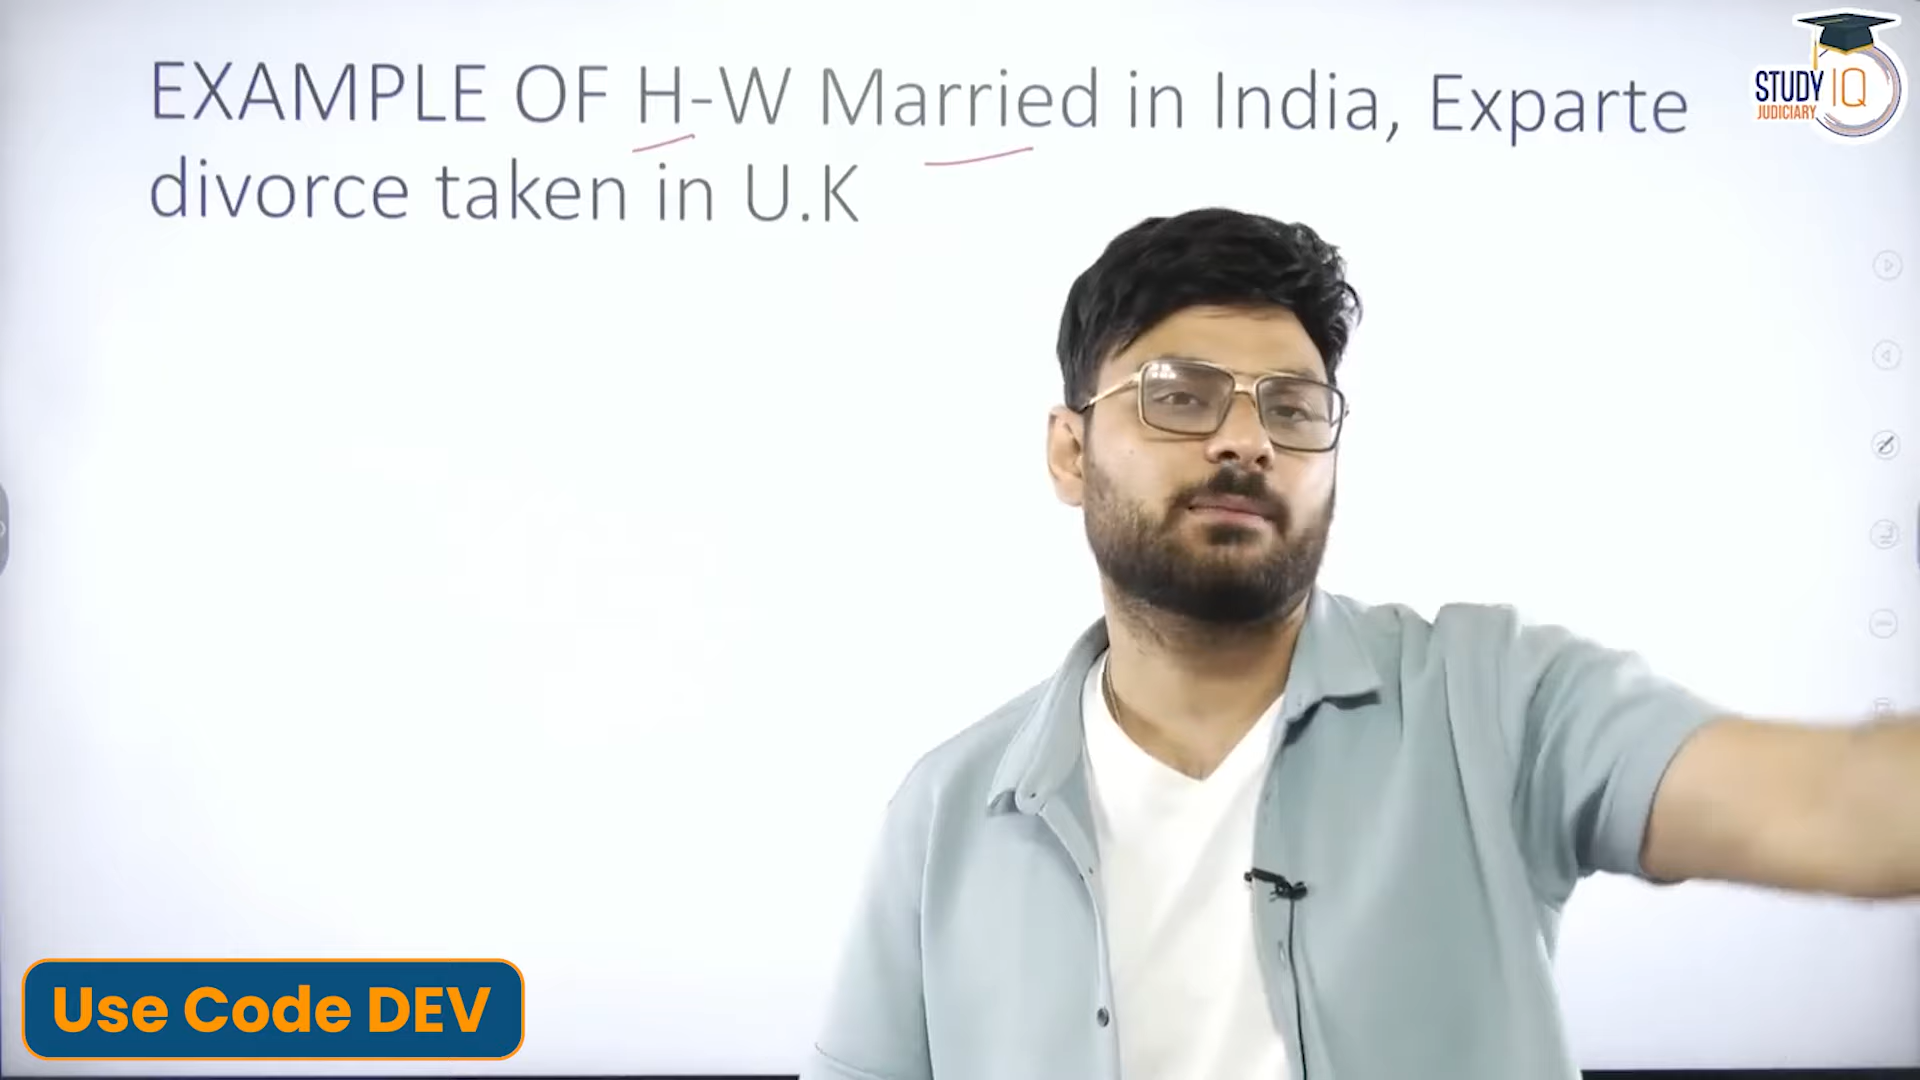 EXAMPLE OF H-W Married in India, Exparte
divorce taken in U.K
STUDY IQ
JUDICIARY
Use Code DEV